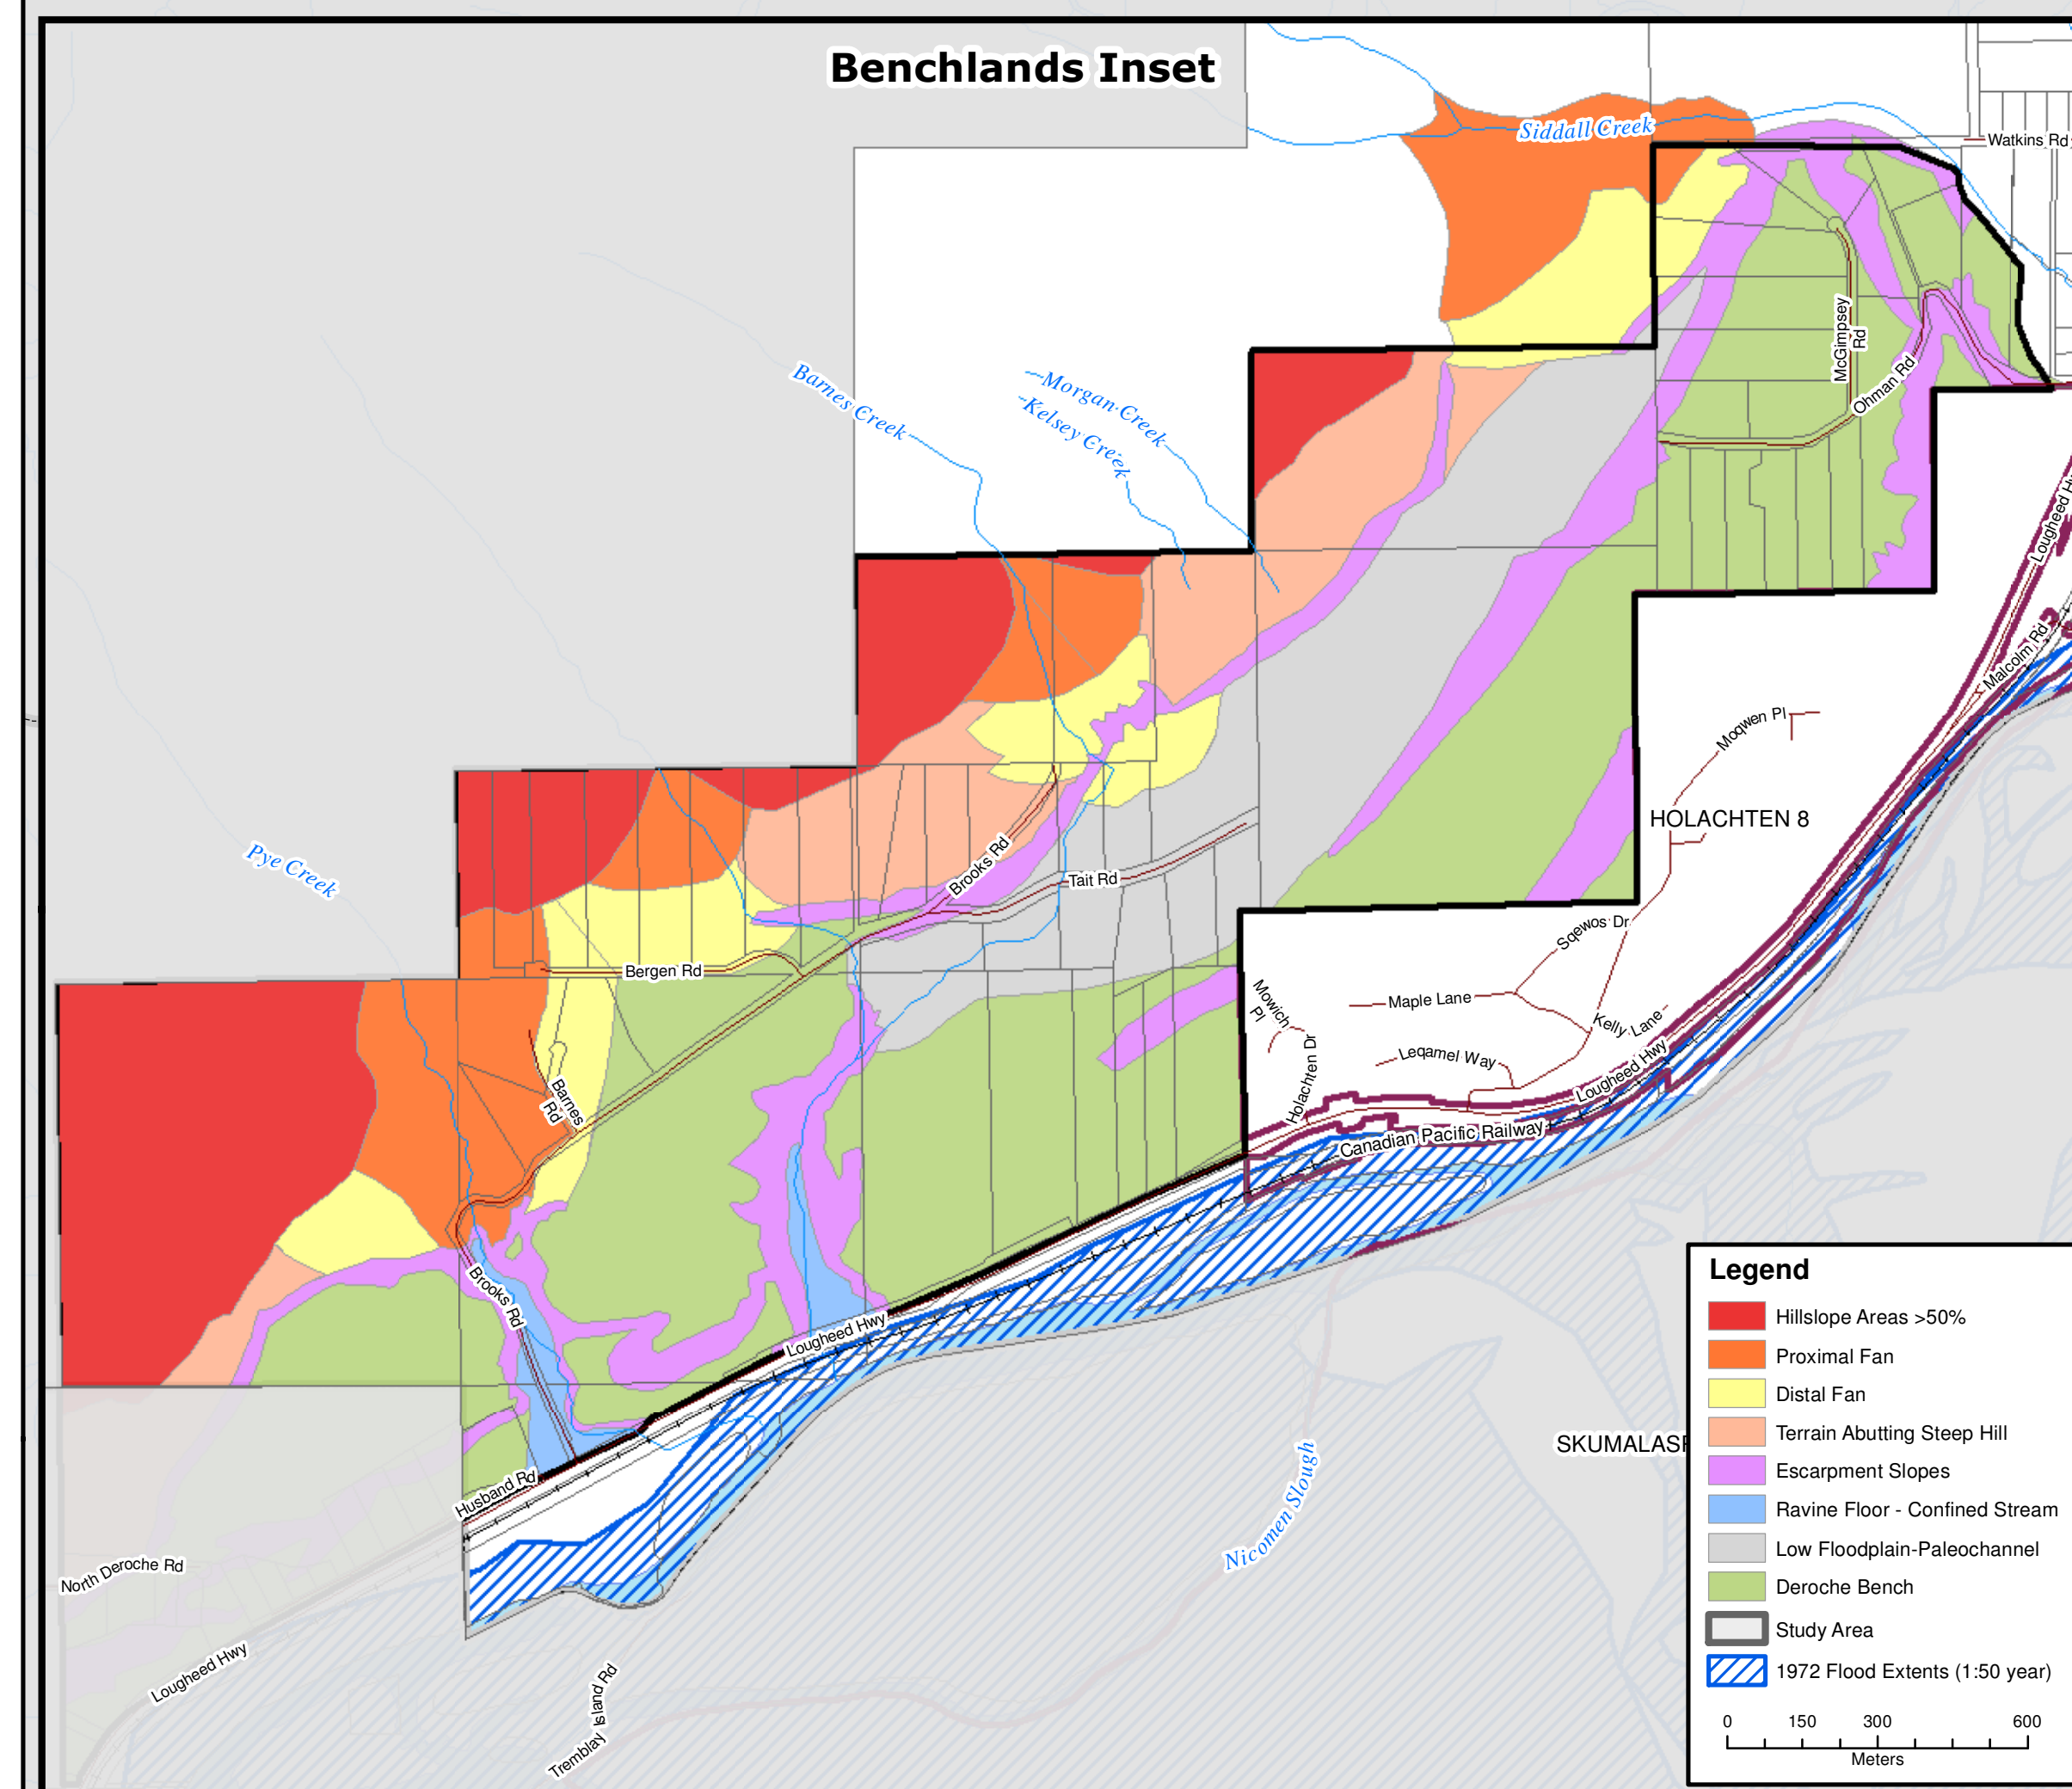 Benchlands Inset
Siddall Creek
Watkins Rd
McGimpsey
Rd
Ohman Rd
Barnes Creek
Morgan Creek
Kelsey Creek
Malcolm Rd
Moqwen Pl
HOLACHTEN 8
Brooks Rd
Tait Rd
Pye Creek
Sqewos Dr
Bergen Rd
Mowich
Pl
Maple Lane
Kelly Lane
Leqamel Way
Holachten Dr
Lougheed Hwy
Barnes
Rd
Canadian Pacific Railway
Brooks Rd
Lougheed Hwy
Husband Rd
Nicomen Slough
North Deroche Rd
Lougheed Hwy
Tremblay Island Rd
Legend
Hillslope Areas >50%
Proximal Fan
Distal Fan
Terrain Abutting Steep Hill
Escarpment Slopes
Ravine Floor - Confined Stream
Low Floodplain-Paleochannel
Deroche Bench
Study Area
1972 Flood Extents (1:50 year)
0 150 300 600
Meters